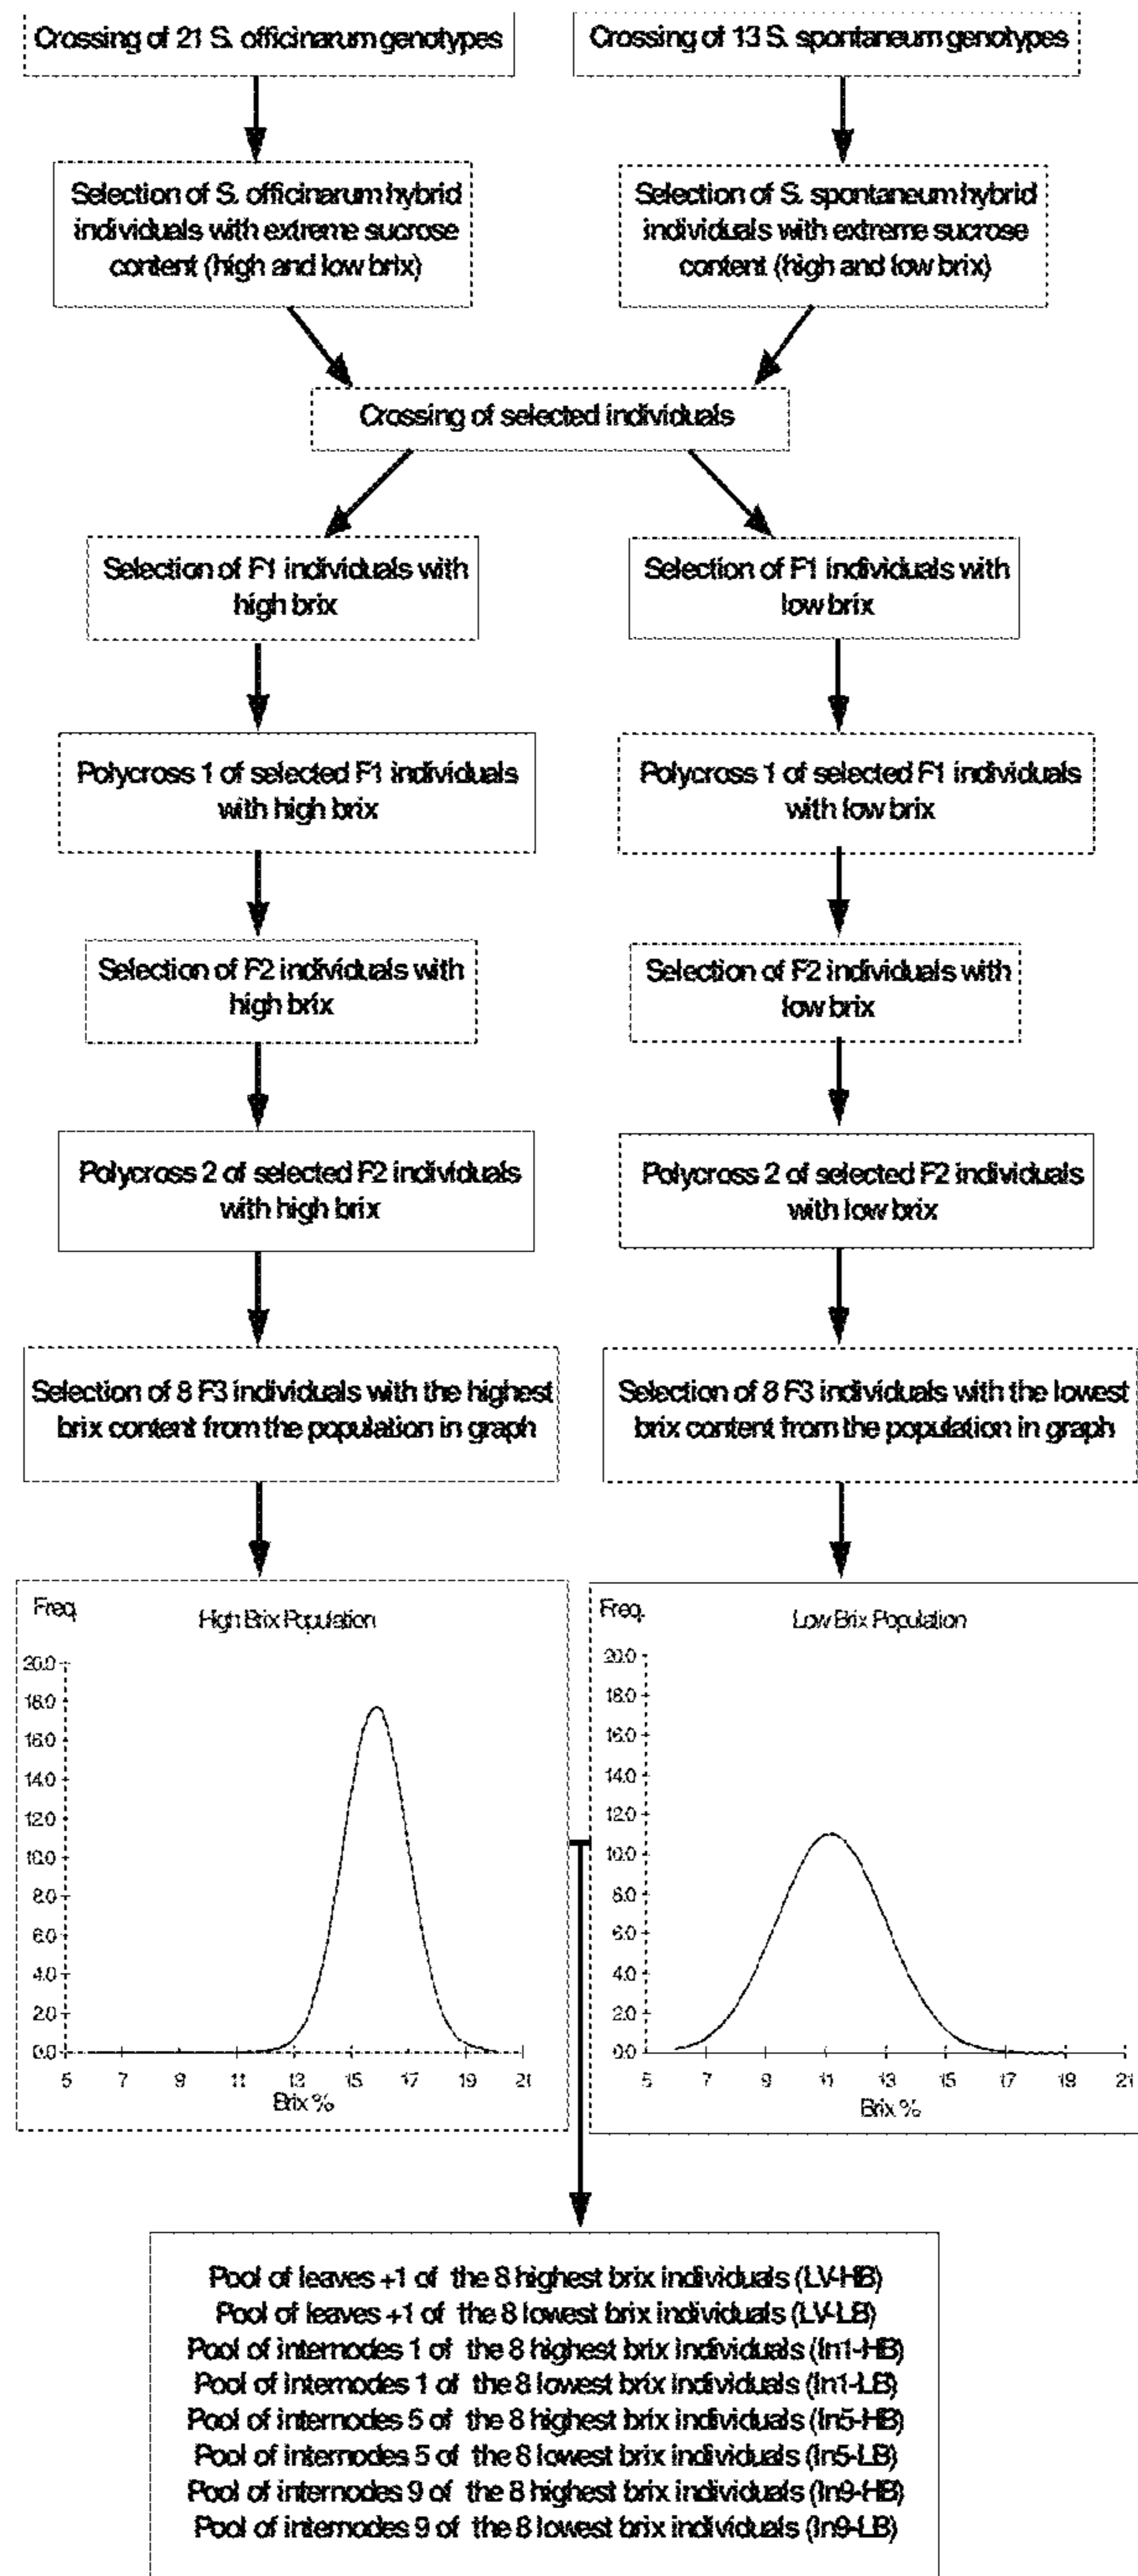 Crossing of 21 S. officinarum genotypes
Crossing of 13 S. spontaneum genotypes
Selection of S. officinarum hybrid
individuals with extreme sucrose
content (high and low brix)
Selection of S. spontaneum hybrid
individuals with extreme sucrose
content (high and low brix)
Crossing of selected individuals
Selection of F1 individuals with
high brix
Selection of F1 individuals with
low brix
Polycross 1 of selected F1 individuals
with high brix
Polycross 1 of selected F1 individuals
with low brix
Selection of F2 individuals with
high brix
Selection of F2 individuals with
low brix
Polycross 2 of selected F2 individuals
with high brix
Polycross 2 of selected F2 individuals
with low brix
Selection of 8 F3 individuals with the highest
brix content from the population in graph
Selection of 8 F3 individuals with the lowest
brix content from the population in graph
Freq.
High Brix Population
20.0
18.0
16.0
14.0
12.0
10.0
8.0
6.0
4.0
2.0
0.0
5 7 9 11 13 15 17 19 21
Brix %
Freq.
Low Brix Population
20.0
18.0
16.0
14.0
12.0
10.0
8.0
6.0
4.0
2.0
0.0
5 7 9 11 13 15 17 19 21
Brix %
Pool of leaves +1 of the 8 highest brix individuals (LV-HB)
Pool of leaves +1 of the 8 lowest brix individuals (LV-LB)
Pool of internodes 1 of the 8 highest brix individuals (In1-HB)
Pool of internodes 1 of the 8 lowest brix individuals (In1-LB)
Pool of internodes 5 of the 8 highest brix individuals (In5-HB)
Pool of internodes 5 of the 8 lowest brix individuals (In5-LB)
Pool of internodes 9 of the 8 highest brix individuals (In9-HB)
Pool of internodes 9 of the 8 lowest brix individuals (In9-LB)